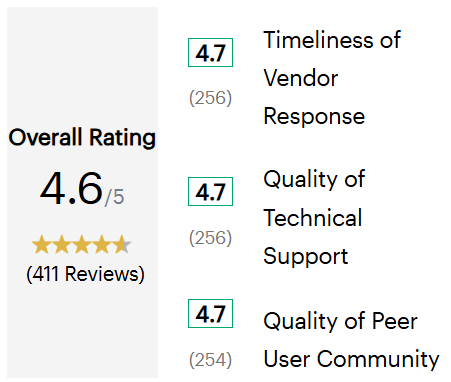 Overall Rating
4.6/5
(411 Reviews)
4.7
(256)
Timeliness of
Vendor
Response
4.7
(256)
Quality of
Technical
Support
4.7
(254)
Quality of Peer
User Community